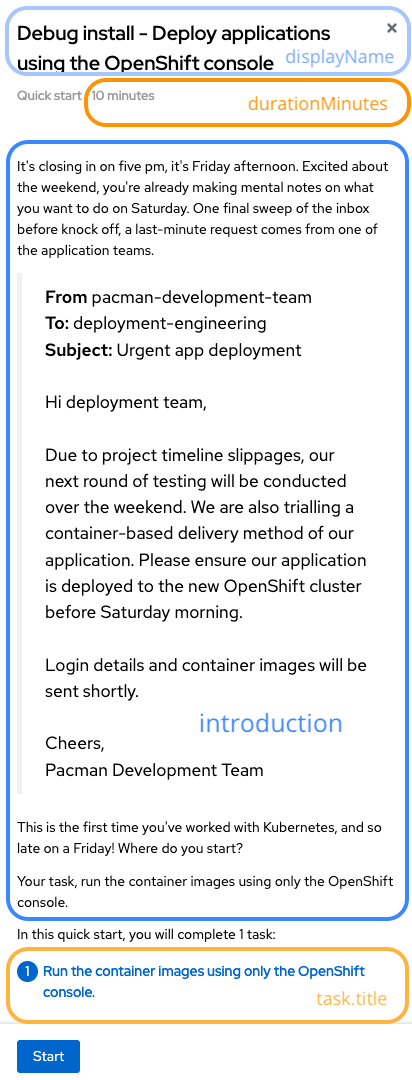 Debug install - Deploy applications
using the OpenShift console
displayName
Quick start
10 minutes
durationMinutes
It's closing in on five pm, it's Friday afternoon. Excited about
the weekend, you're already making mental notes on what
you want to do on Saturday. One final sweep of the inbox
before knock off, a last-minute request comes from one of
the application teams.
From pacman-development-team
To: deployment-engineering
Subject: Urgent app deployment
Hi deployment team,
Due to project timeline slippages, our
next round of testing will be conducted
over the weekend. We are also trialling a
container-based delivery method of our
application. Please ensure our application
is deployed to the new OpenShift cluster
before Saturday morning.
Login details and container images will be
sent shortly.
introduction
Cheers,
Pacman Development Team
This is the first time you've worked with Kubernetes, and so
late on a Friday! Where do you start?
Your task, run the container images using only the OpenShift
console.
In this quick start, you will complete 1 task:
1 Run the container images using only the OpenShift
console.
task.title
Start